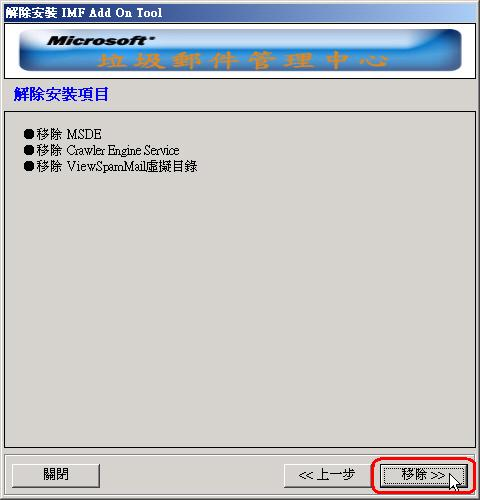 解除安裝 IMF Add On Tool
Microsoft®
垃圾郵件管理中心
解除安裝項目
●移除 MSDE
●移除 Crawler Engine Service
●移除 ViewSpamMail虛擬目錄
關閉
<< 上一步
移除 >>